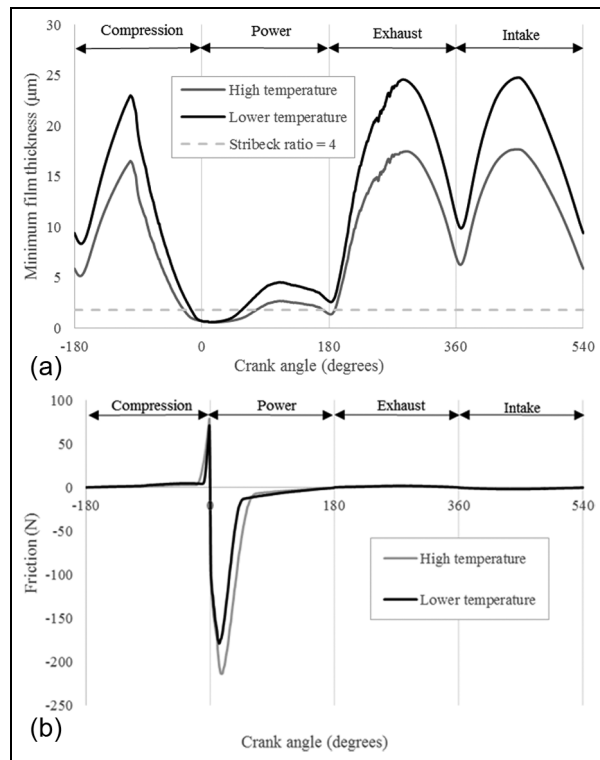 Compression Power Exhaust Intake
30
25
20
15
10
5
0
Minimum film thickness (µm)
High temperature
Lower temperature
Stribeck ratio = 4
-180 0 180 360 540
Crank angle (degrees)
(a)
Compression Power Exhaust Intake
100
50
0
-50
-100
-150
-200
-250
Friction (N)
-180 0 180 360 540
High temperature
Lower temperature
Crank angle (degrees)
(b)